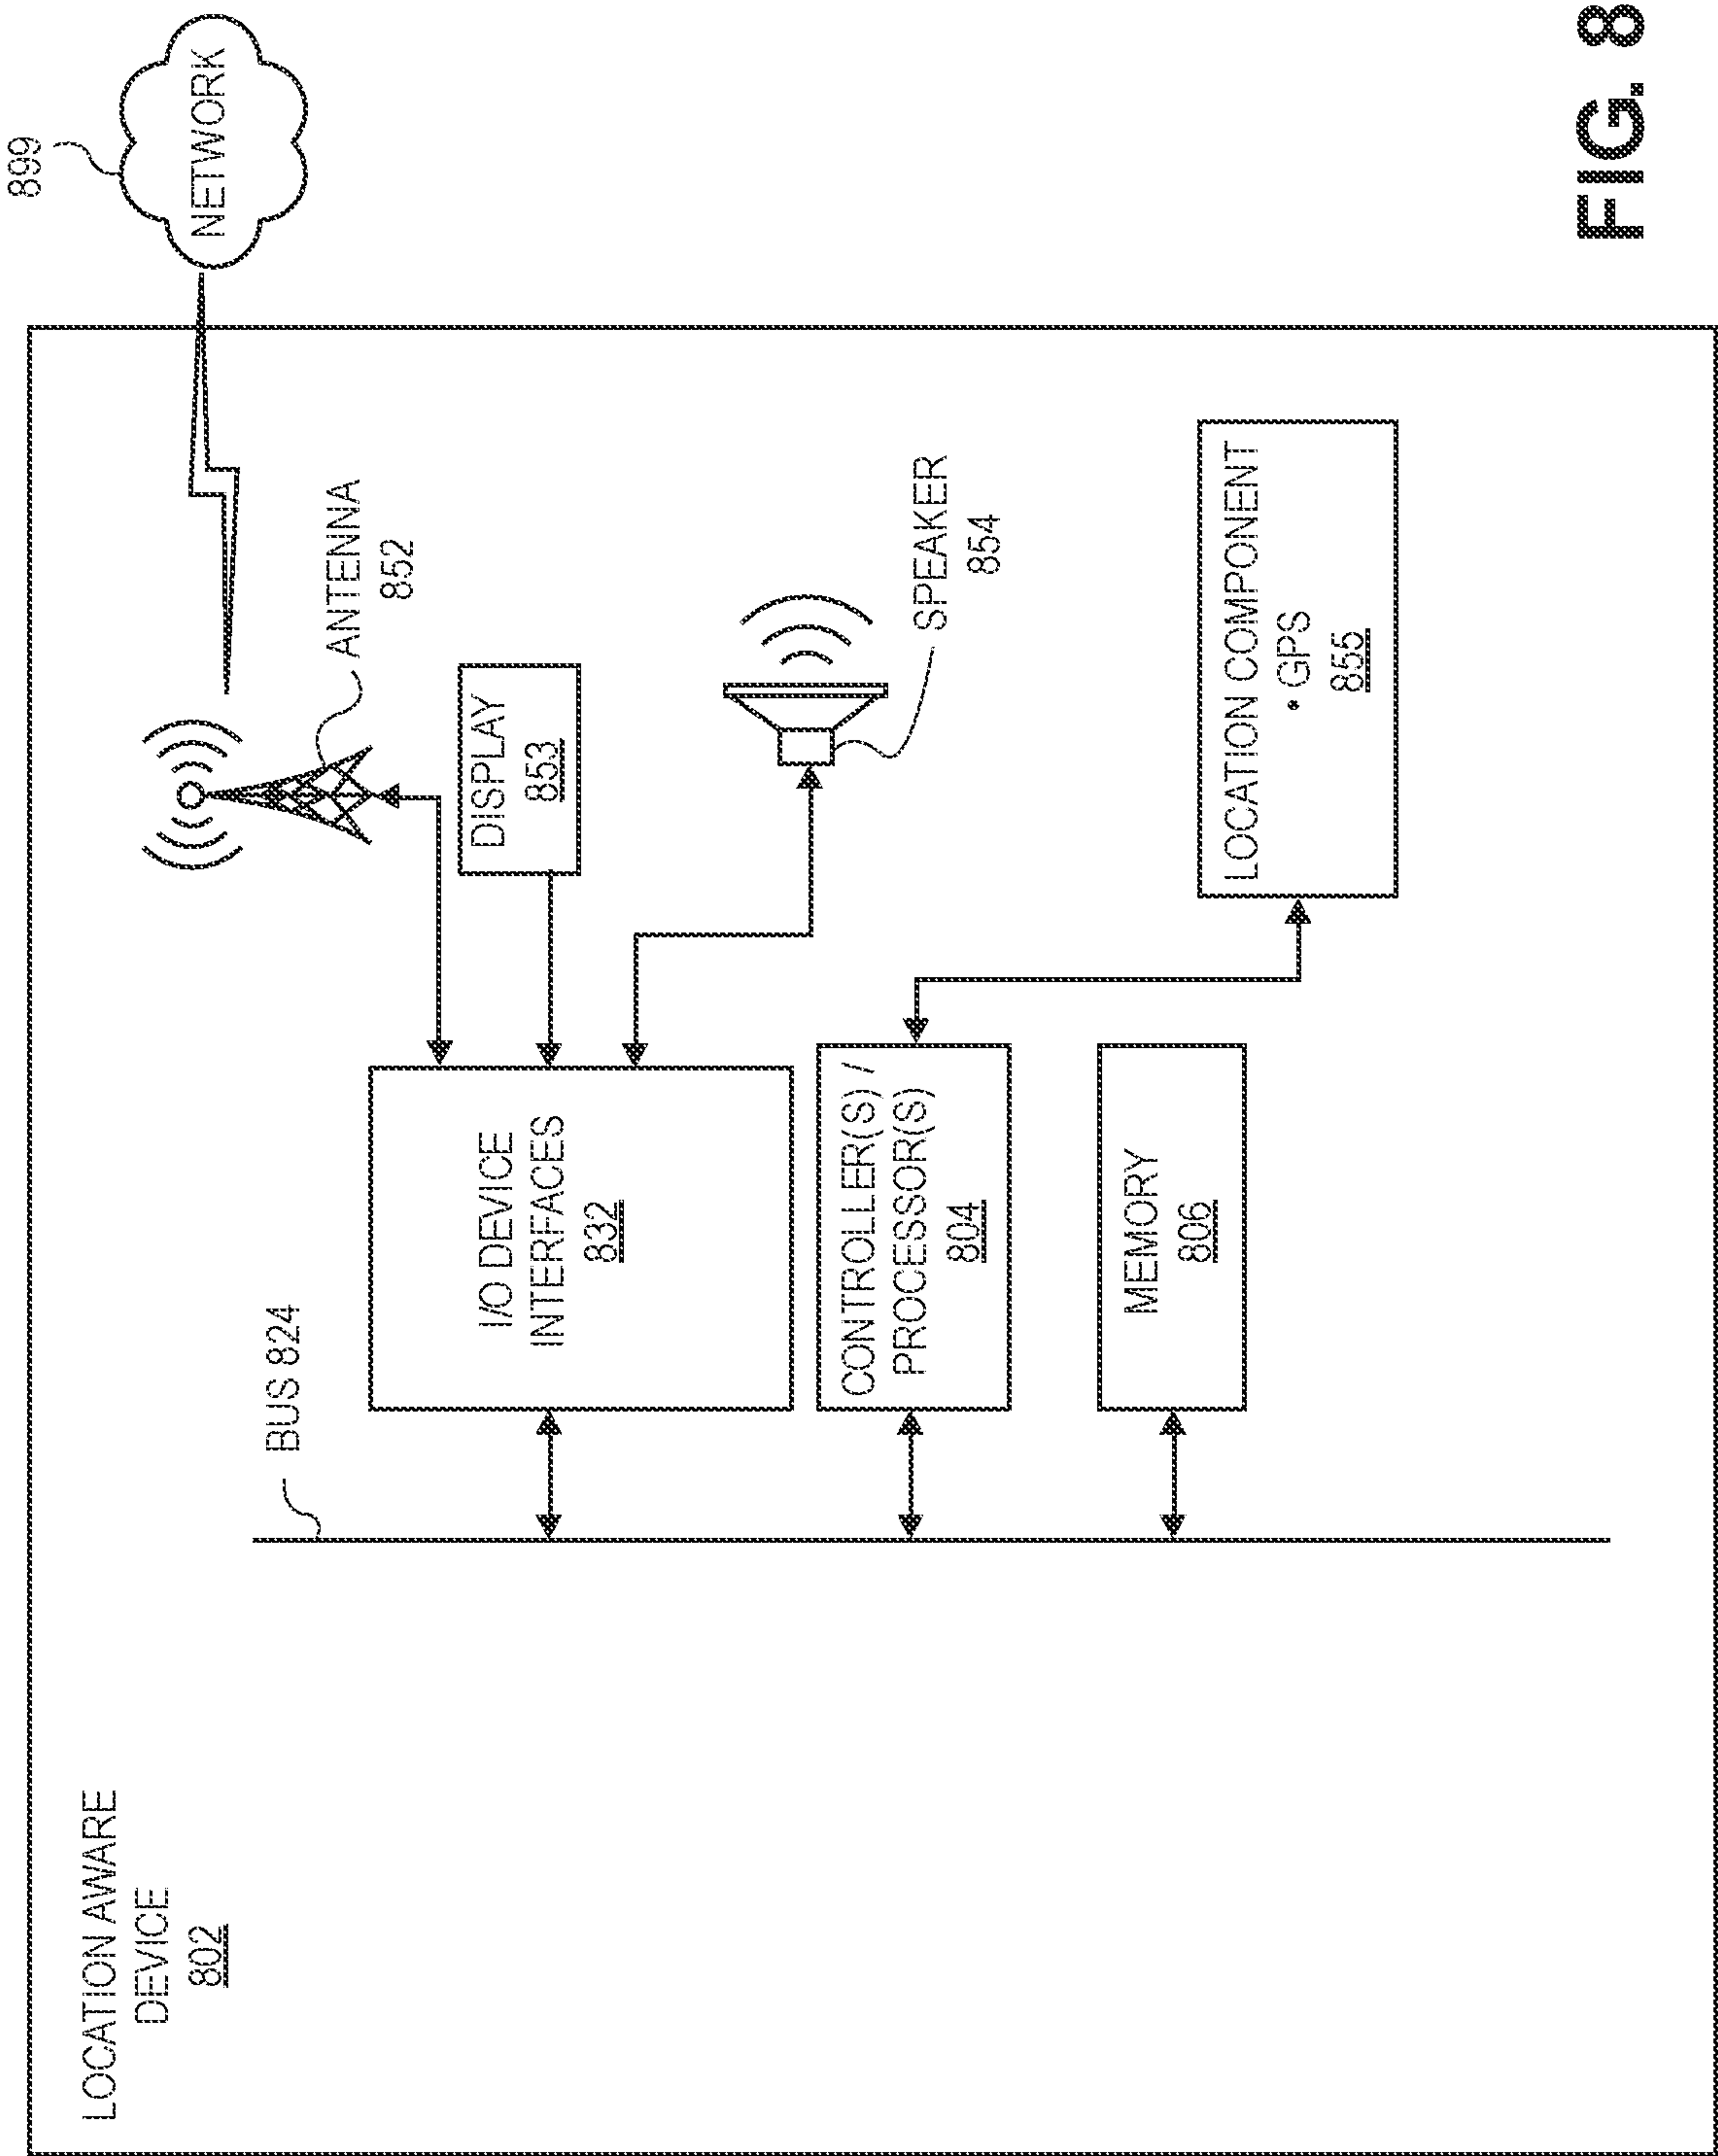 LOCATION AWARE
DEVICE
802
BUS 824
I/O DEVICE
INTERFACES
832
CONTROLLER(S) /
PROCESSOR(S)
804
MEMORY
806
ANTENNA
852
DISPLAY
853
SPEAKER
854
LOCATION COMPONENT
• GPS
855
899
NETWORK
FIG. 8